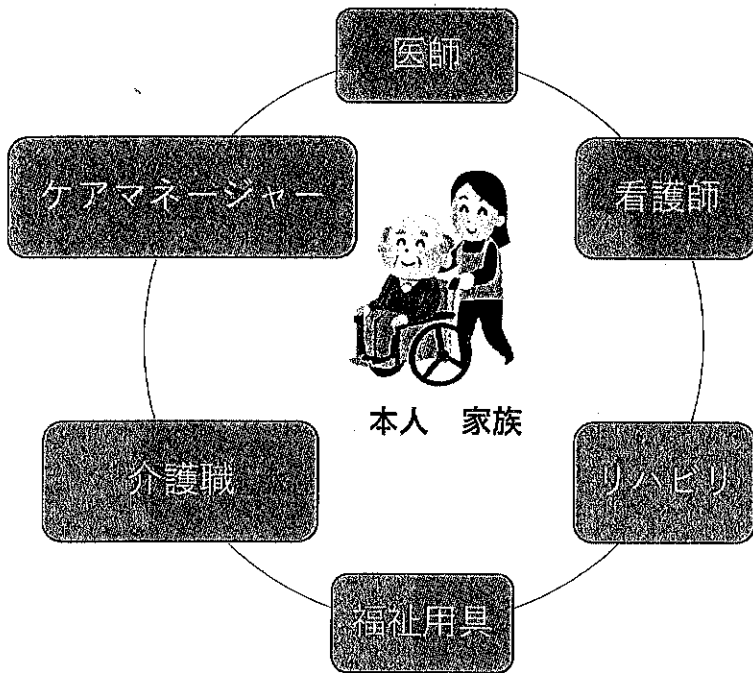 医師
ケアマネージャー
看護師
本人　家族
介護職
リハビリ
福祉用具